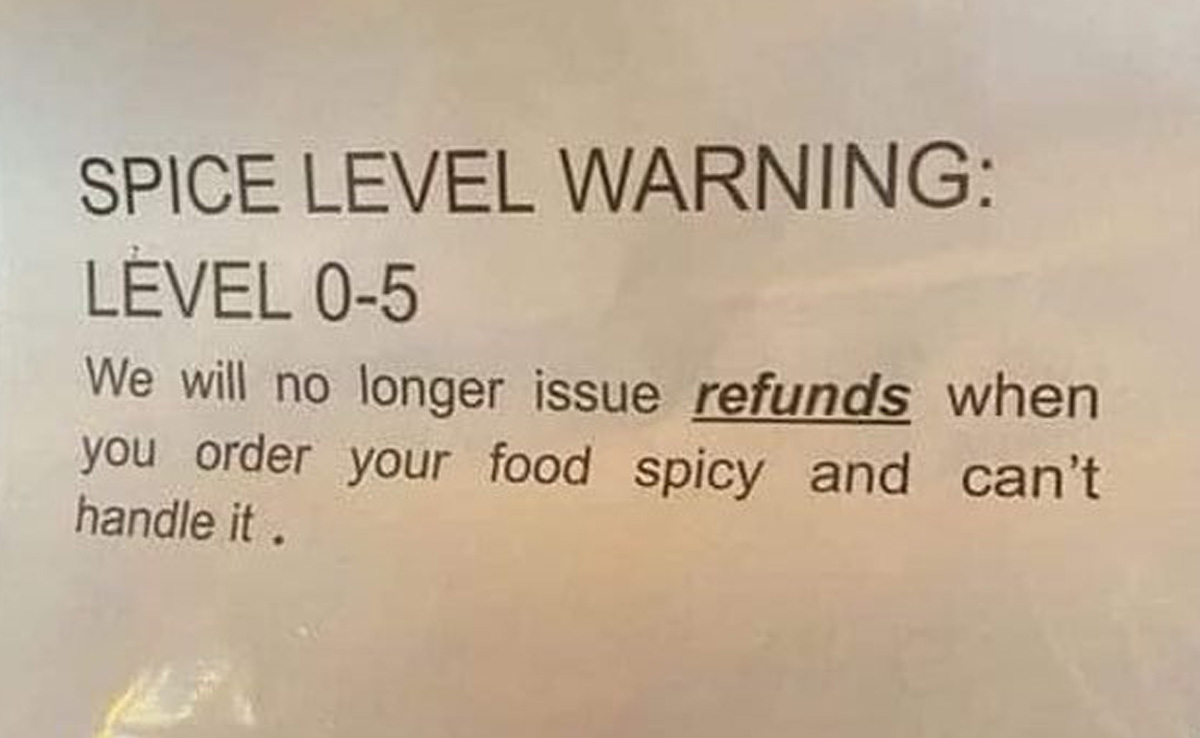 SPICE LEVEL WARNING:
LEVEL 0-5
We will no longer issue refunds when
you order your food spicy and can't
handle it .